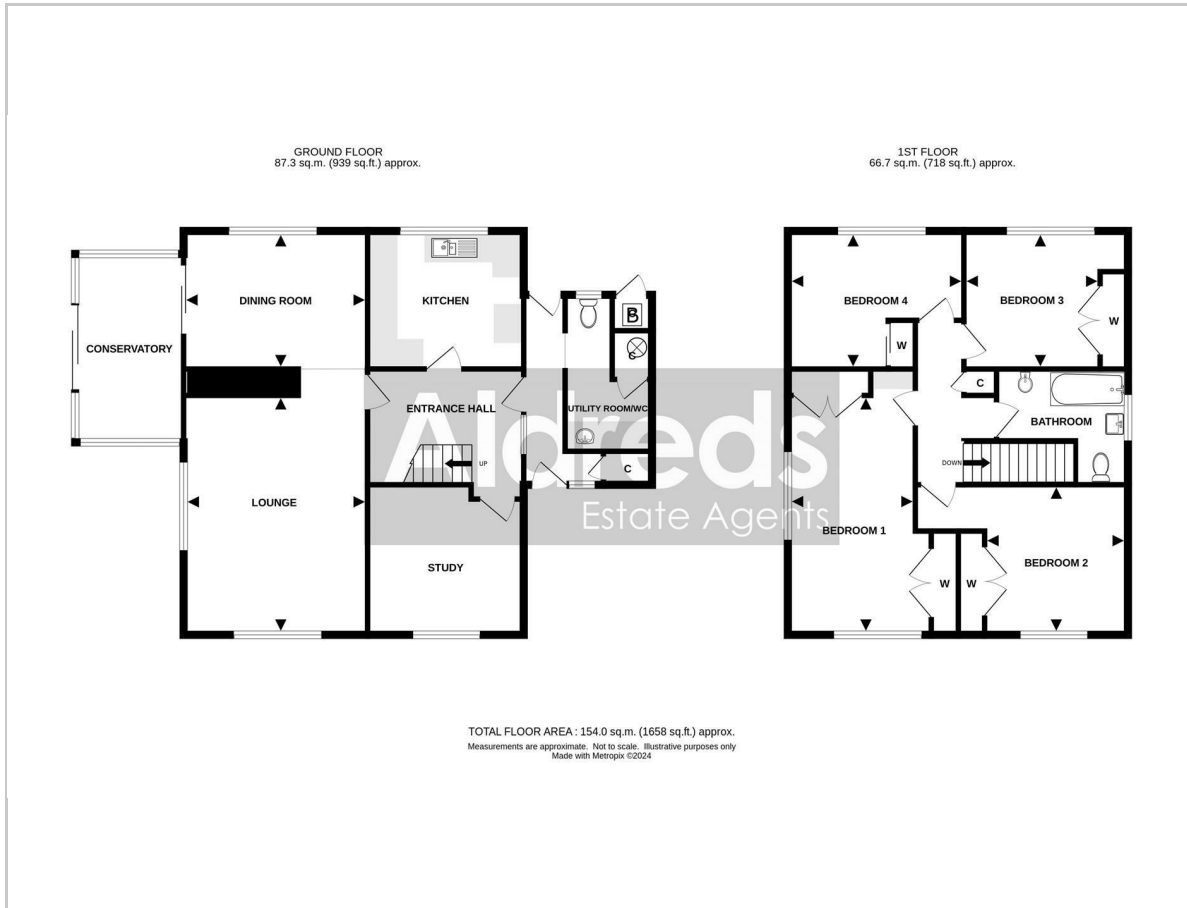 GROUND FLOOR
87.3 sq.m. (939 sq.ft.) approx.
1ST FLOOR
66.7 sq.m. (718 sq.ft.) approx.
DINING ROOM
KITCHEN
CONSERVATORY
B
C
ENTRANCE HALL
UTILITY ROOM/WC
UP
C
LOUNGE
STUDY
BEDROOM 4
BEDROOM 3
W
W
C
BATHROOM
DOWN
BEDROOM 1
BEDROOM 2
W
W
Aldreds
Estate Agents
TOTAL FLOOR AREA : 154.0 sq.m. (1658 sq.ft.) approx.
Measurements are approximate. Not to scale. Illustrative purposes only
Made with Metropix ©2024